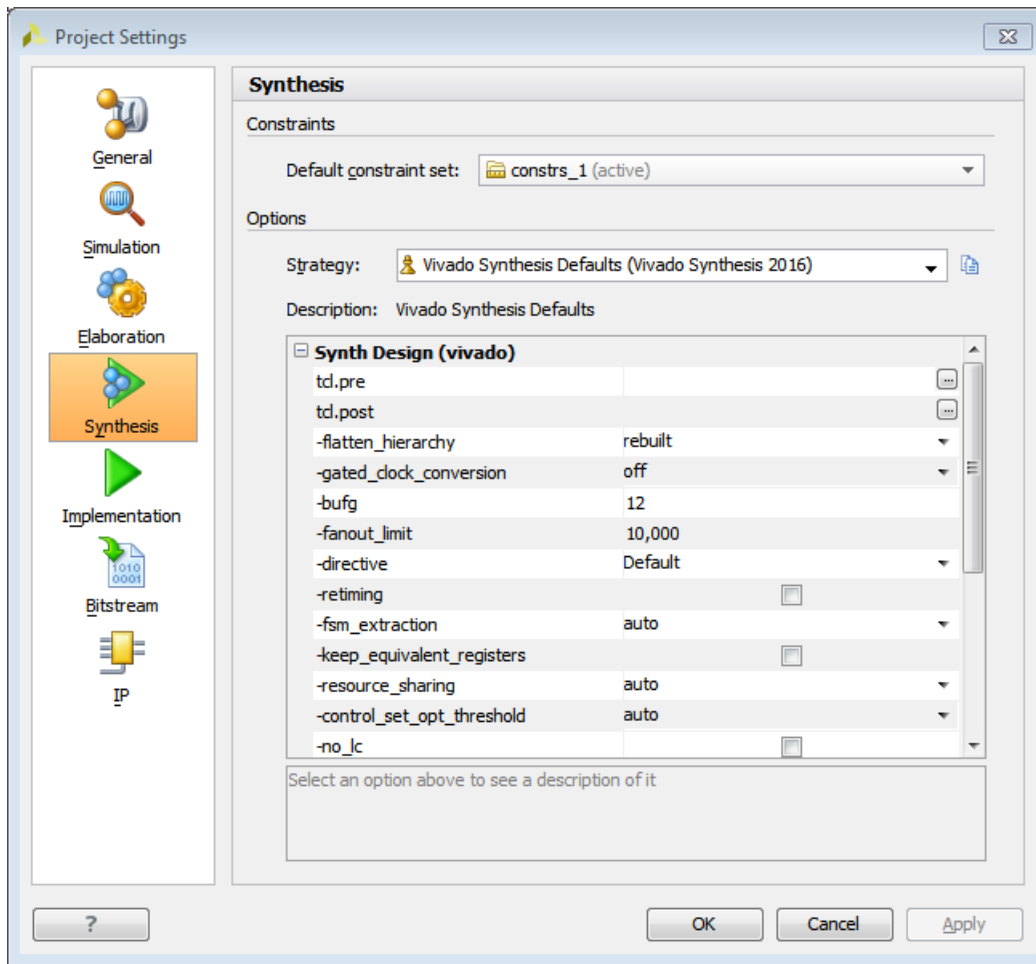 Project Settings
General
Simulation
Elaboration
Synthesis
Implementation
1010
0001
Bitstream
IP
Synthesis
Constraints
Default constraint set: constrs_1 (active)
Options
Strategy: Vivado Synthesis Defaults (Vivado Synthesis 2016)
Description: Vivado Synthesis Defaults
Synth Design (vivado)
tcl.pre ...
tcl.post ...
-flatten_hierarchy rebuilt
-gated_clock_conversion off
-bufg 12
-fanout_limit 10,000
-directive Default
-retiming
-fsm_extraction auto
-keep_equivalent_registers
-resource_sharing auto
-control_set_opt_threshold auto
-no_lc
Select an option above to see a description of it
? OK Cancel Apply